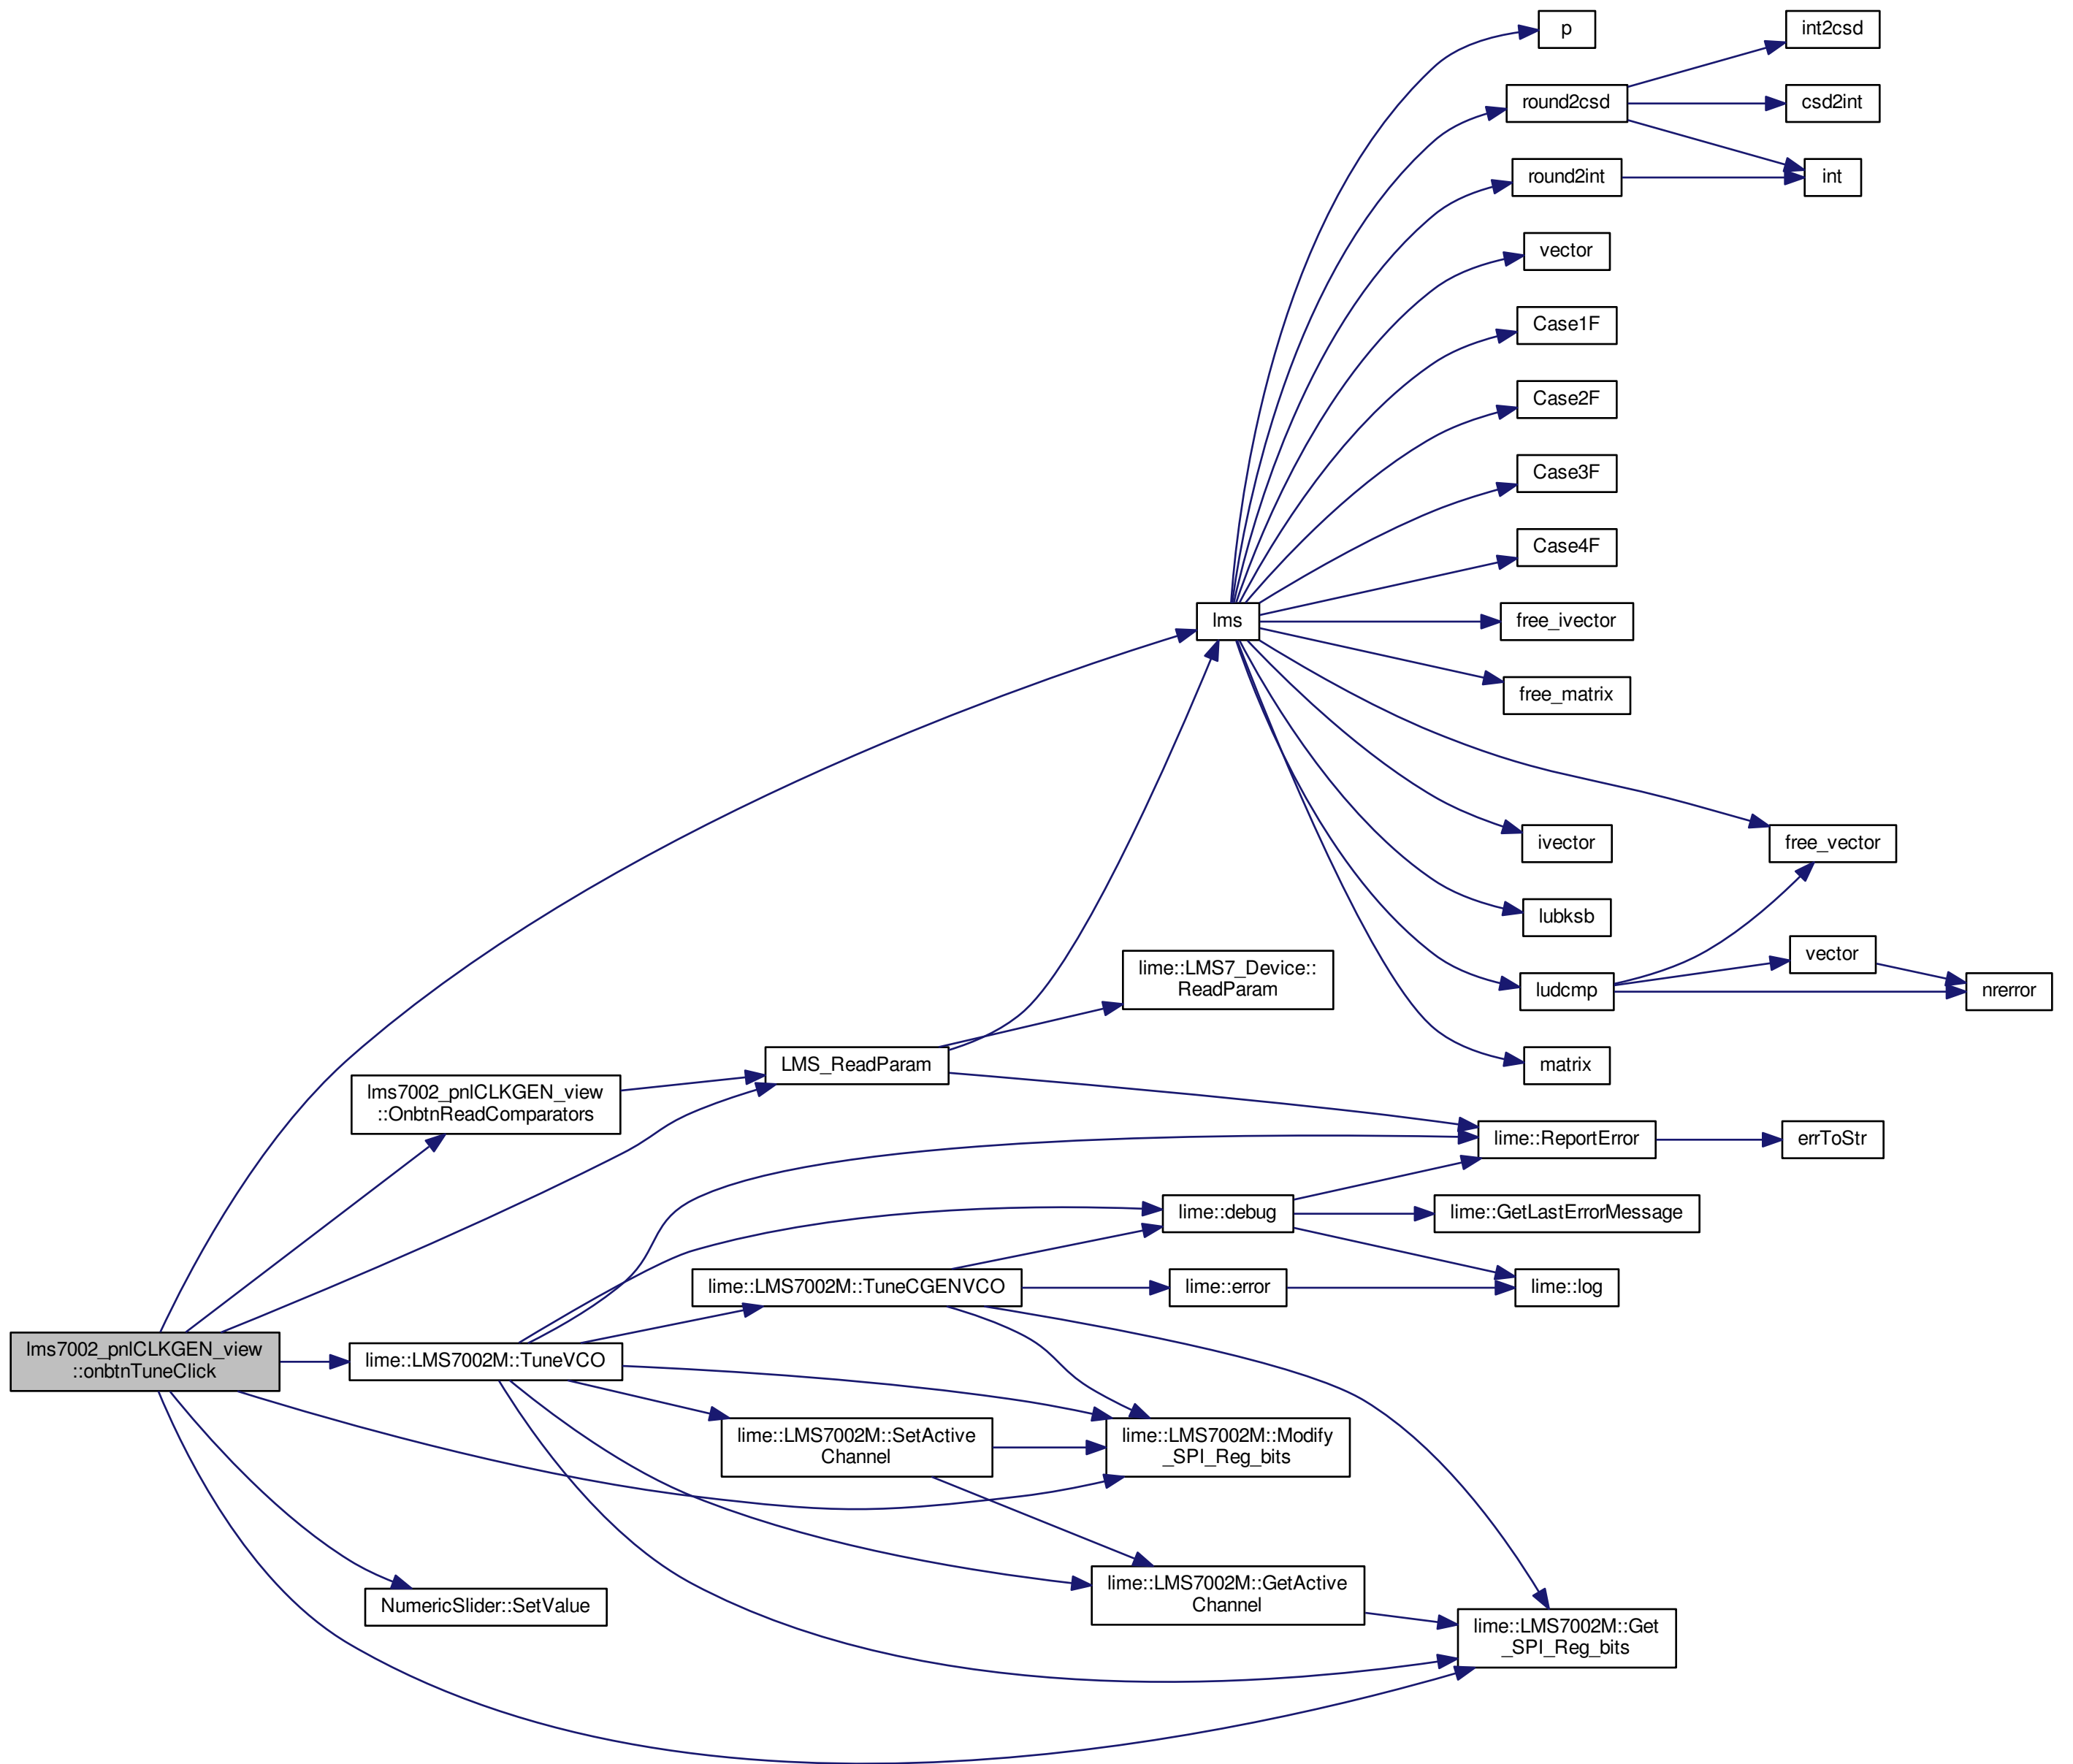 p
int2csd
round2csd
csd2int
round2int
int
vector
Case1F
Case2F
Case3F
Case4F
lms
free_ivector
free_matrix
ivector
free_vector
lubksb
vector
ludcmp
nrerror
lime::LMS7_Device::
ReadParam
LMS_ReadParam
matrix
lms7002_pnlCLKGEN_view
::OnbtnReadComparators
lime::ReportError
errToStr
lime::debug
lime::GetLastErrorMessage
lime::LMS7002M::TuneCGENVCO
lime::error
lime::log
lms7002_pnlCLKGEN_view
::onbtnTuneClick
lime::LMS7002M::TuneVCO
lime::LMS7002M::SetActive
Channel
lime::LMS7002M::Modify
_SPI_Reg_bits
NumericSlider::SetValue
lime::LMS7002M::GetActive
Channel
lime::LMS7002M::Get
_SPI_Reg_bits